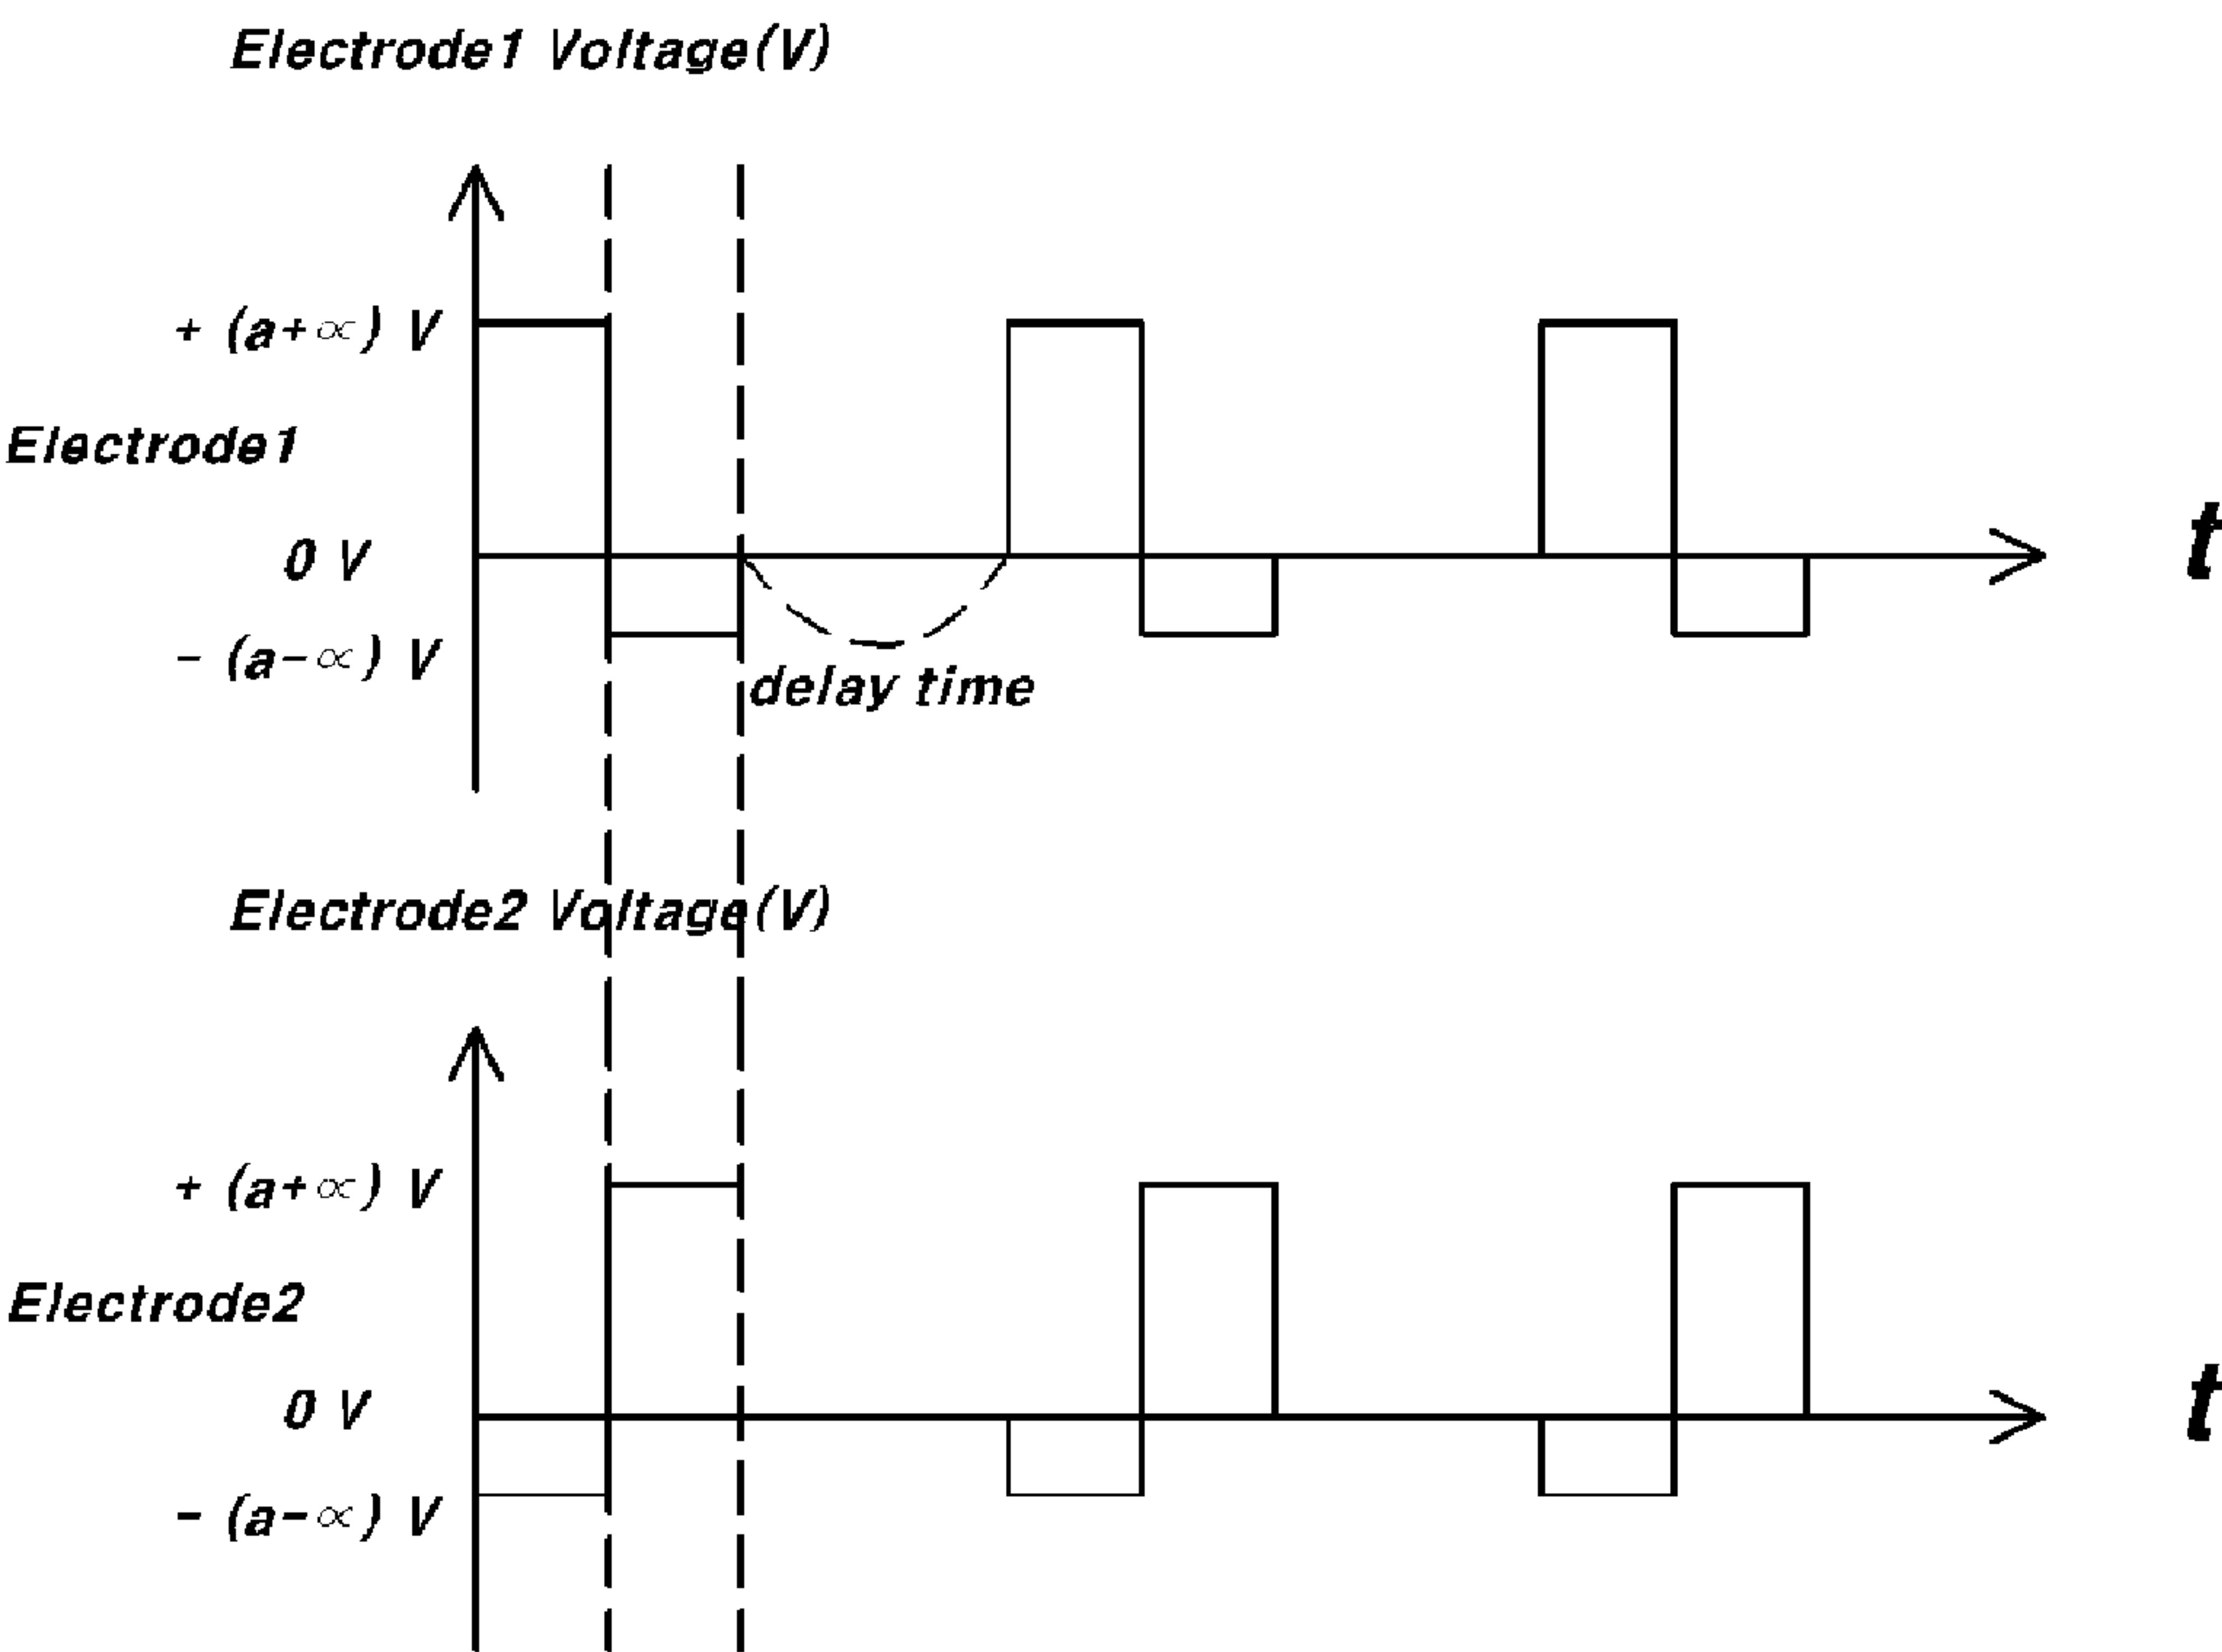 Electrode1 Voltage(V)
+ (a+∝) V
Electrode1
0 V
t
- (a-∝) V
delay time
Electrode2 Voltage(V)
+ (a+∝) V
Electrode2
0 V
t
- (a-∝) V